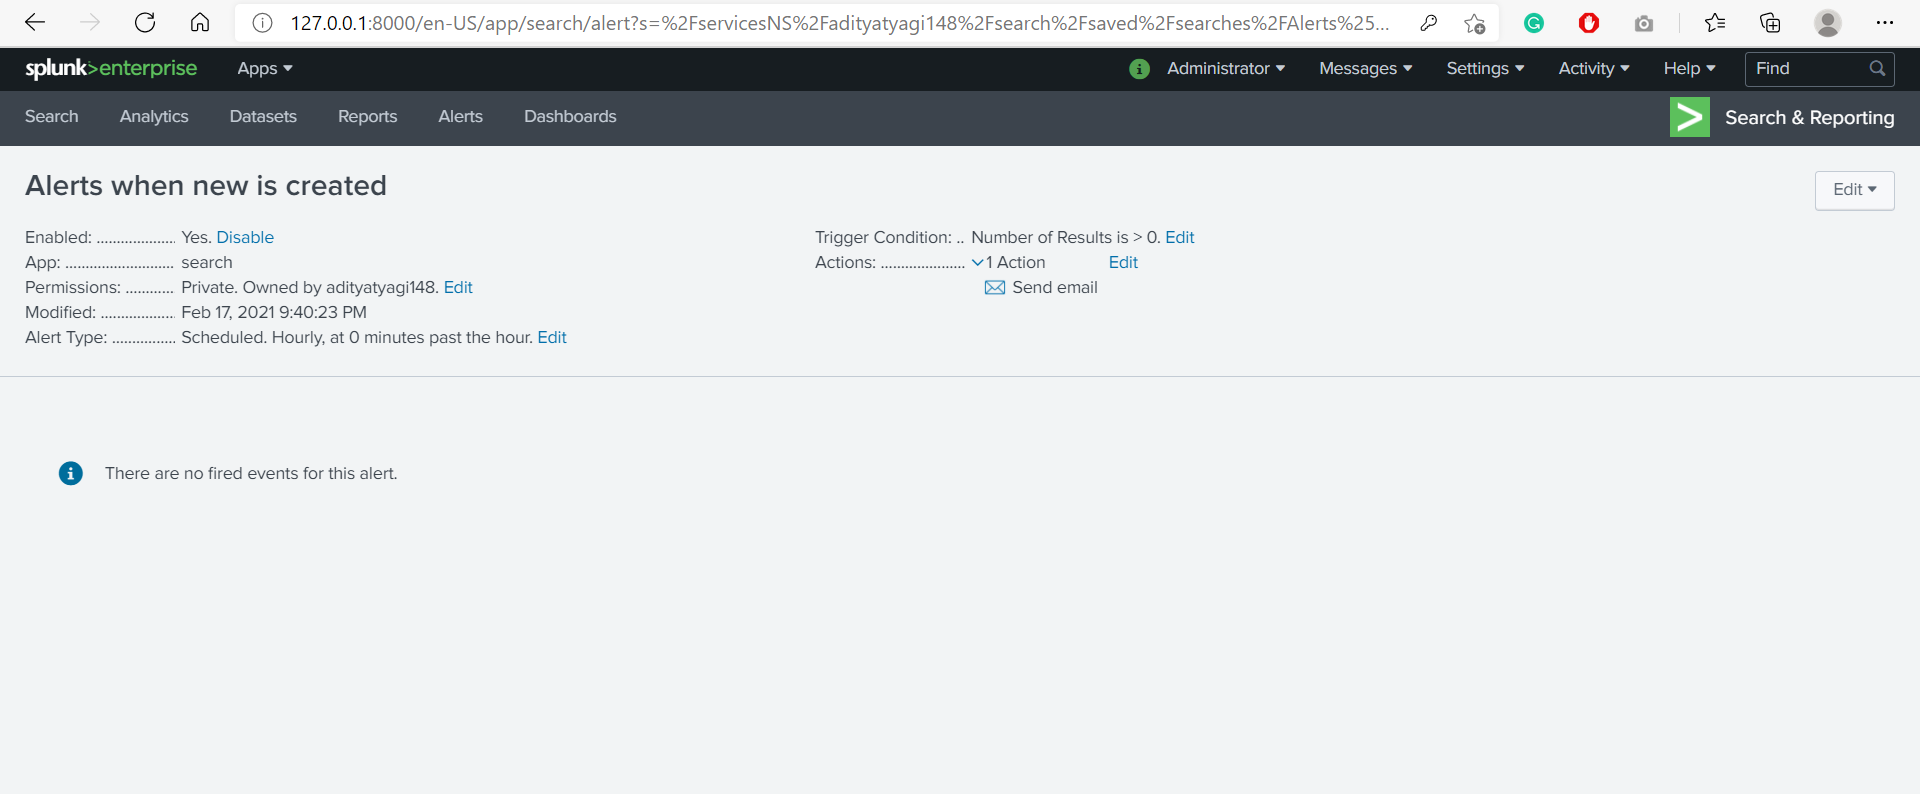 127.0.0.1:8000/en-US/app/search/alert?s=%2FservicesNS%2Fadityatyagi148%2Fsearch%2Fsaved%2Fsearches%2FAlerts%25...
splunk>enterprise Apps Administrator Messages Settings Activity Help Find
Search Analytics Datasets Reports Alerts Dashboards Search & Reporting
Alerts when new is created Edit
Enabled: ................... Yes. Disable Trigger Condition: .. Number of Results is > 0. Edit
App: ........................... search Actions: ..................... 1 Action Edit
Permissions: ............ Private. Owned by adityatyagi148. Edit Send email
Modified: .................. Feb 17, 2021 9:40:23 PM
Alert Type: ................ Scheduled. Hourly, at 0 minutes past the hour. Edit
There are no fired events for this alert.